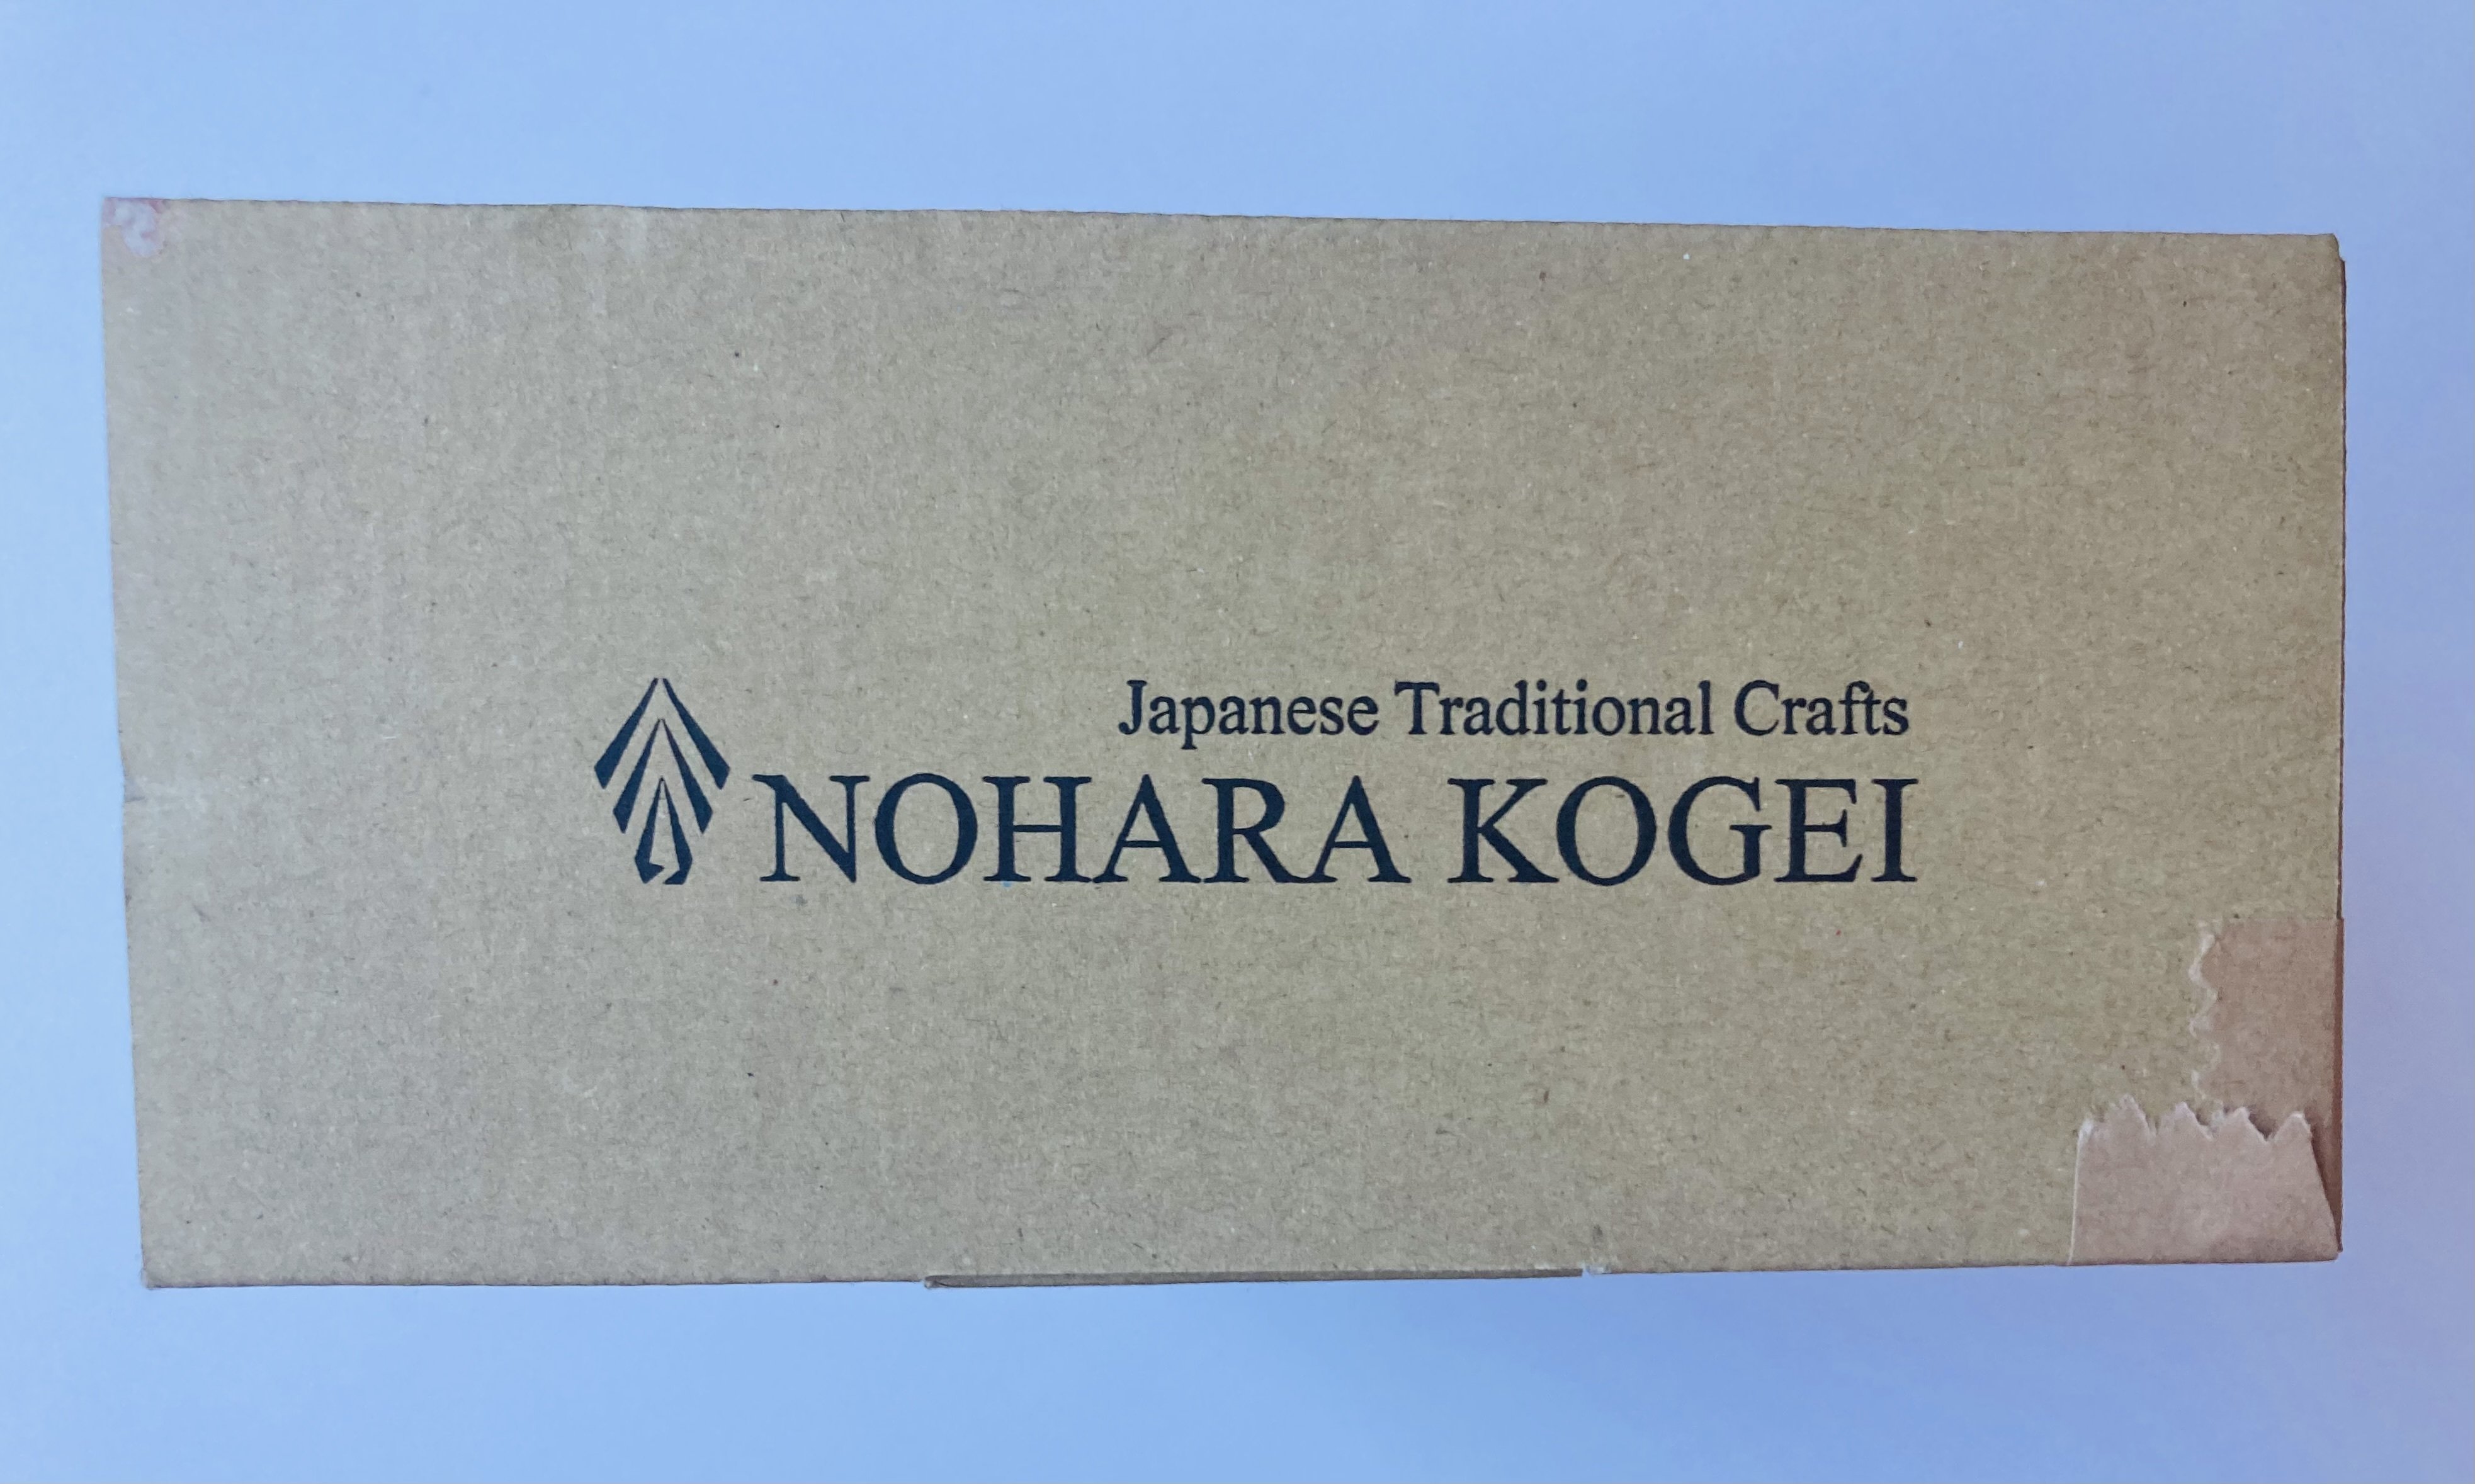 Japanese Traditional Crafts
NOHARA KOGEI